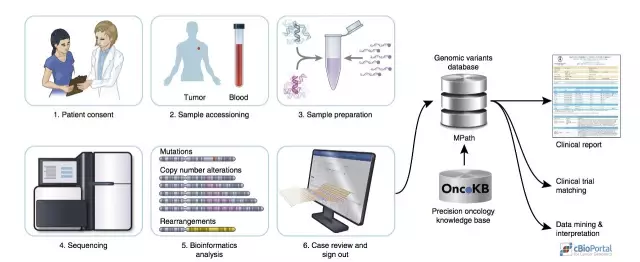 1. Patient consent
Tumor
Blood
2. Sample accessioning
3. Sample preparation
4. Sequencing
Mutations
Copy number alterations
Rearrangements
5. Bioinformatics
analysis
6. Case review and
sign out
Genomic variants
database
MPath
OncoKB
Precision oncology
knowledge base
Clinical report
Clinical trial
matching
Data mining &
interpretation
cBioPortal